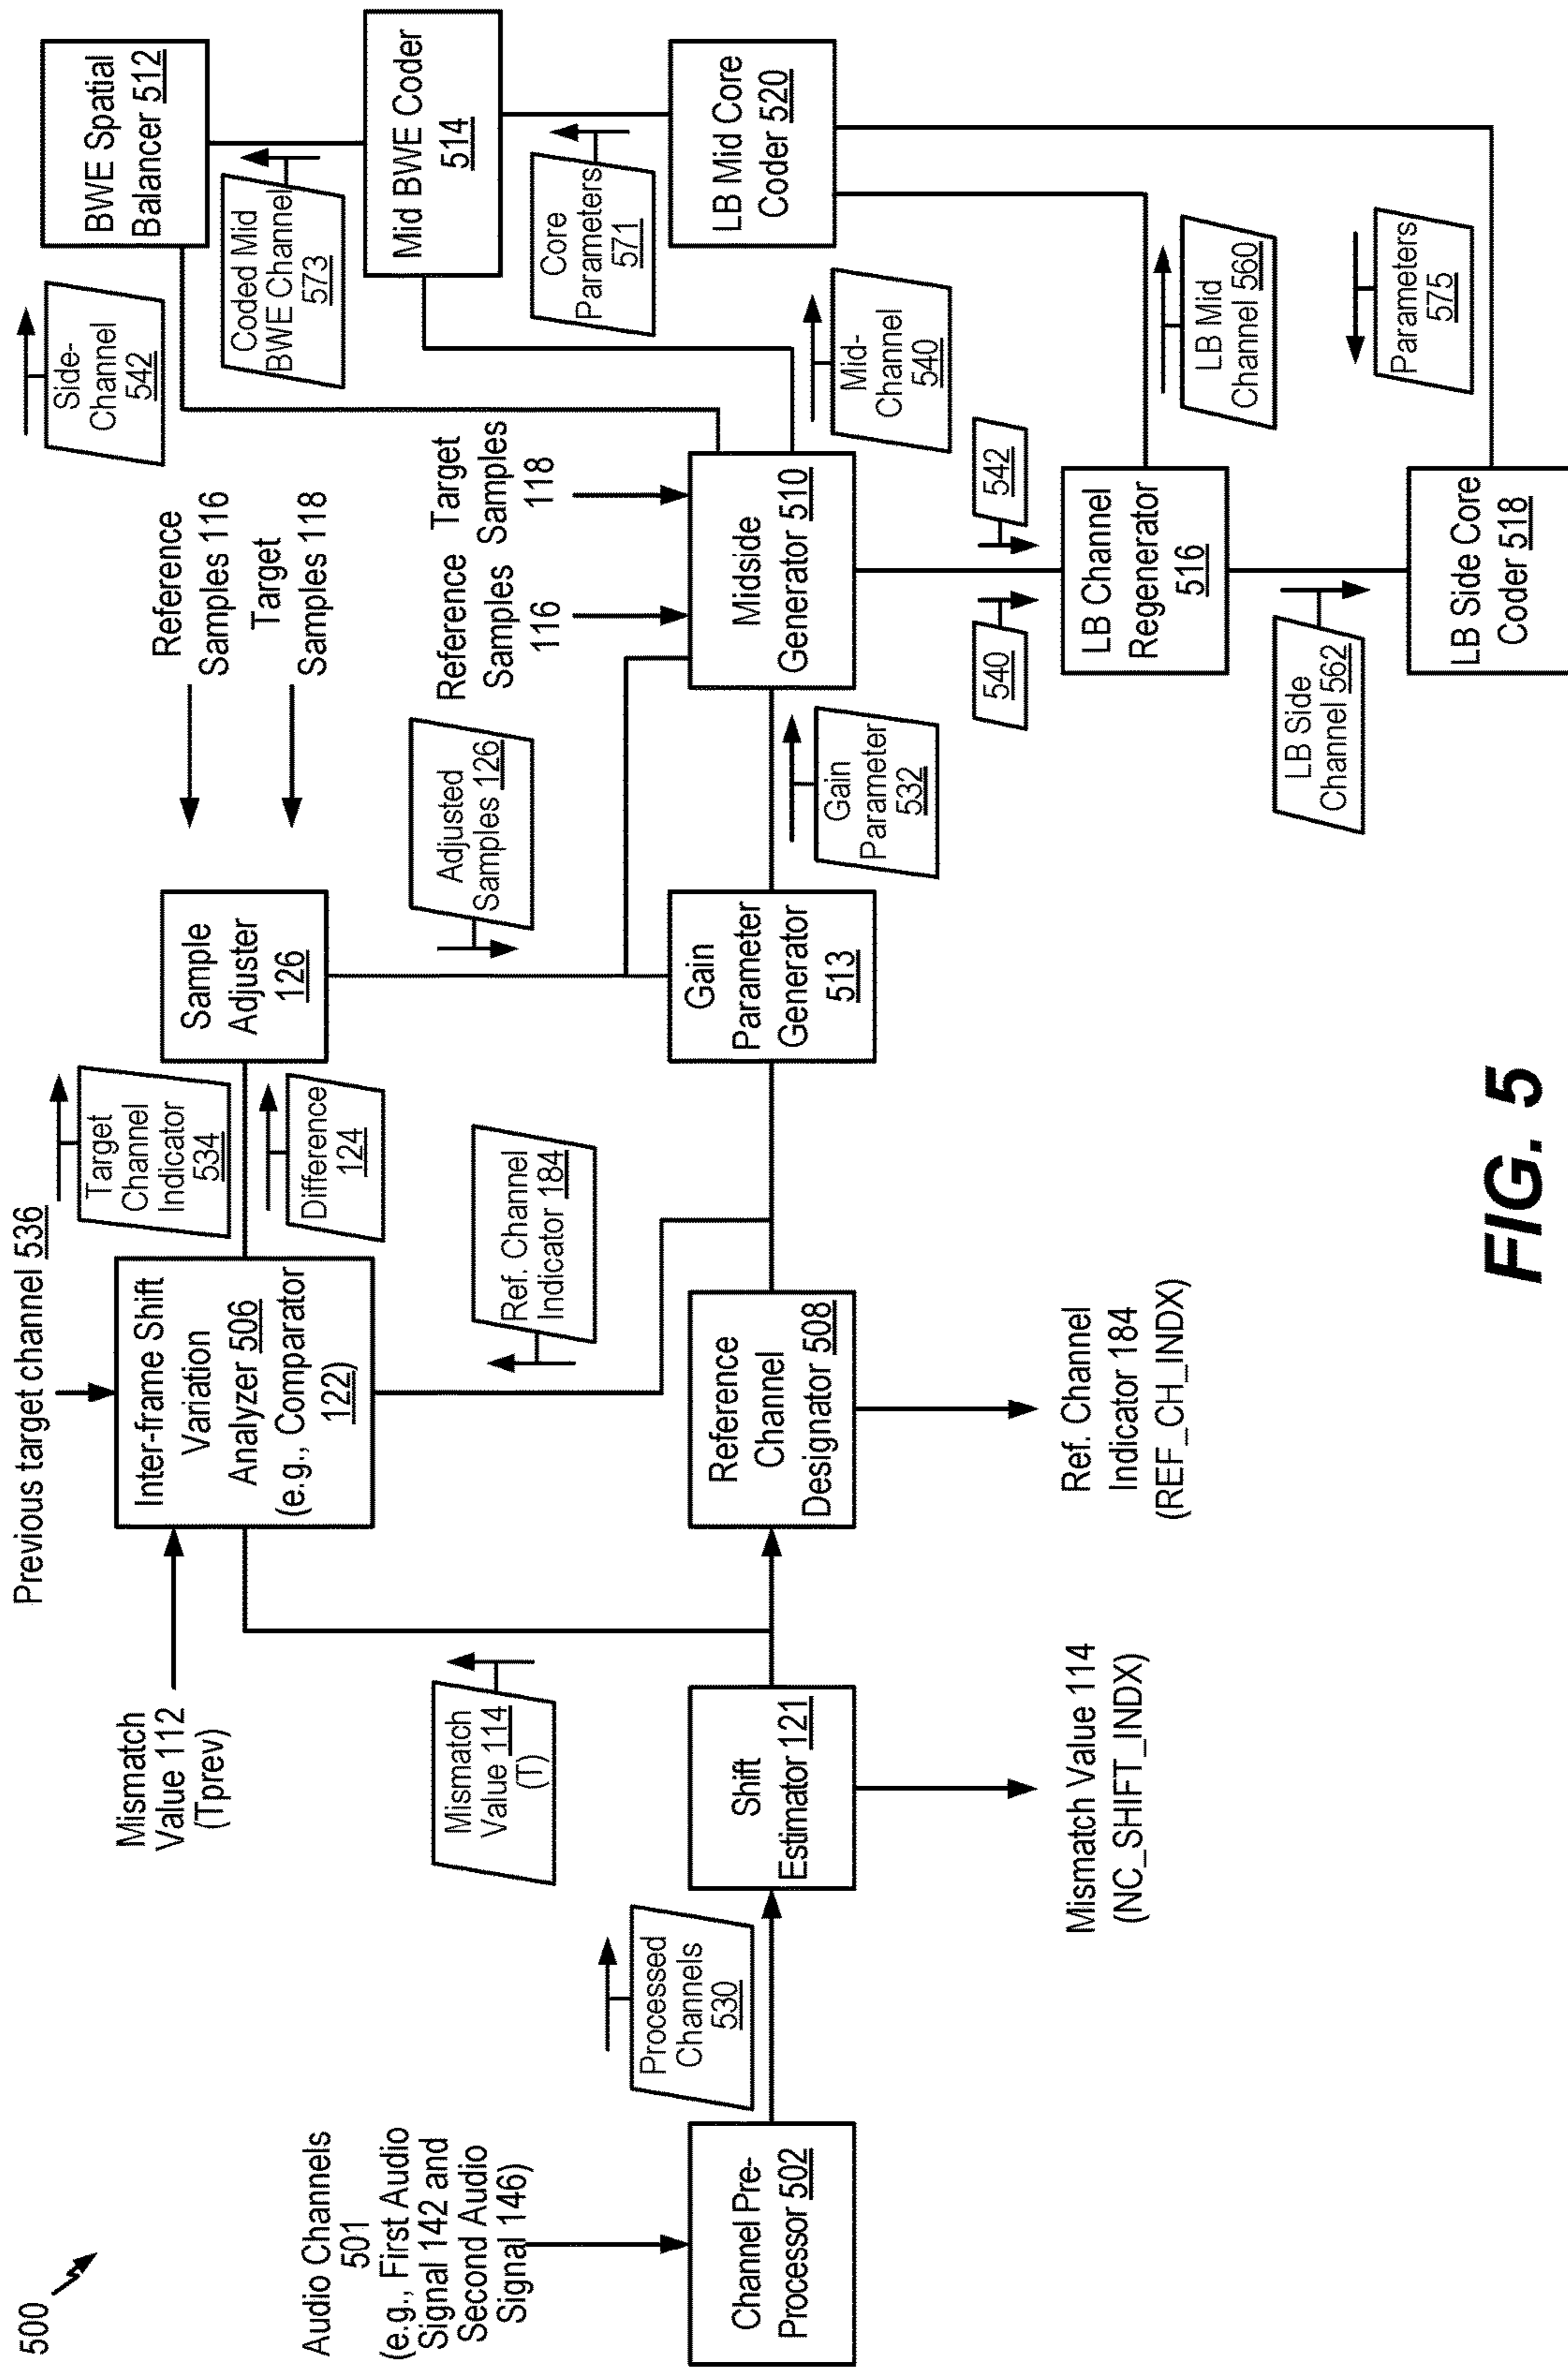 500
Audio Channels
501
(e.g., First Audio
Signal 142 and
Second Audio
Signal 146)
Channel Pre-
Processor 502
Processed
Channels
530
Shift
Estimator 121
Mismatch Value 114
(NC_SHIFT_INDX)
Mismatch
Value 114
(T)
Mismatch
Value 112
(Tprev)
Previous target channel 536
Inter-frame Shift
Variation
Analyzer 506
(e.g., Comparator
122)
Reference
Channel
Designator 508
Ref. Channel
Indicator 184
(REF_CH_INDX)
Ref. Channel
Indicator 184
Target
Channel
Indicator
534
Difference
124
Sample
Adjuster
126
Reference
Samples 116
Target
Samples 118
Adjusted
Samples 126
Gain
Parameter
Generator
513
Gain
Parameter
532
Reference
Samples
116
Target
Samples
118
Midside
Generator 510
Side-
Channel
542
Mid-
Channel
540
540
542
BWE Spatial
Balancer 512
Coded Mid
BWE Channel
573
Mid BWE Coder
514
Core
Parameters
571
LB Mid Core
Coder 520
LB Channel
Regenerator
516
LB Mid
Channel 560
LB Side
Channel 562
Parameters
575
LB Side Core
Coder 518
FIG. 5